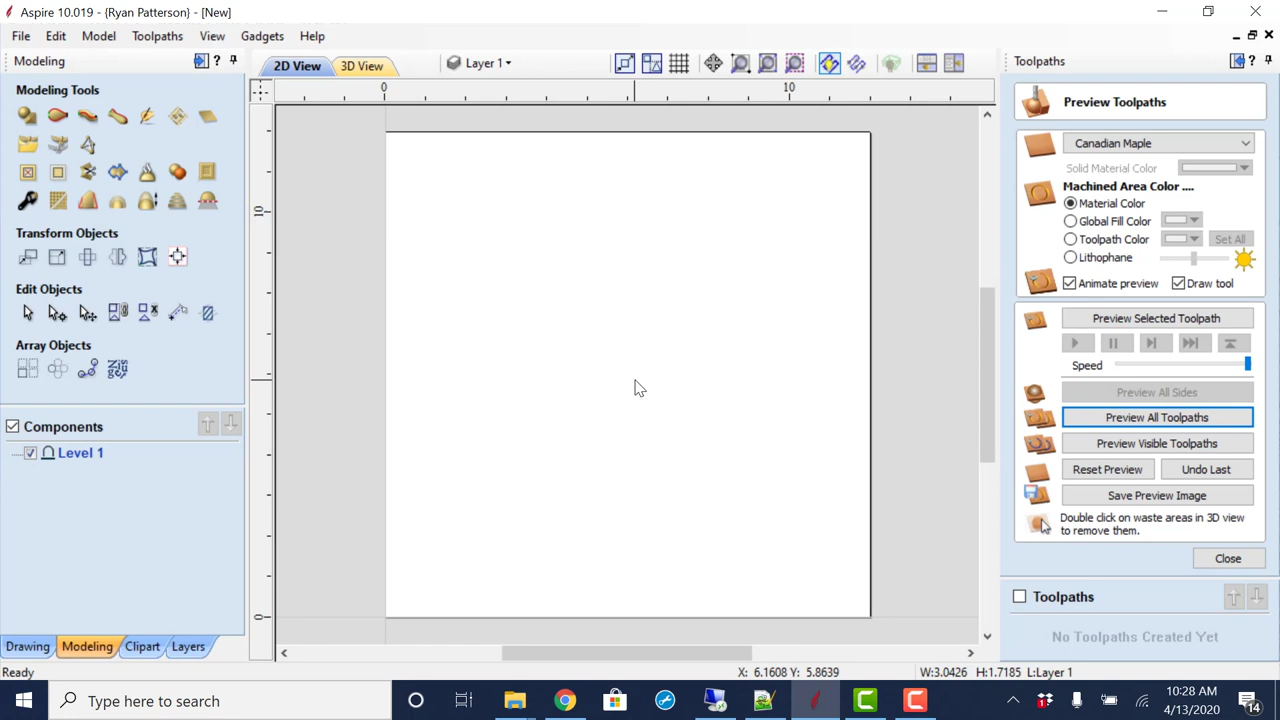 Aspire 10.019 - {Ryan Patterson} - [New]
File Edit Model Toolpaths View Gadgets Help
Modeling
?
2D View
3D View
Layer 1
Toolpaths
?
Modeling Tools
Transform Objects
Edit Objects
Array Objects
Components
Level 1
Drawing
Modeling
Clipart
Layers
0
10
10
0
Preview Toolpaths
Canadian Maple
Solid Material Color
Machined Area Color ....
Material Color
Global Fill Color
Toolpath Color
Set All
Lithophane
Animate preview
Draw tool
Preview Selected Toolpath
Speed
Preview All Sides
Preview All Toolpaths
Preview Visible Toolpaths
Reset Preview
Undo Last
Save Preview Image
Double click on waste areas in 3D view
to remove them.
Close
Toolpaths
No Toolpaths Created Yet
Ready
X: 6.1608 Y: 5.8639
W:3.0426 H:1.7185 L:Layer 1
Type here to search
10:28 AM
4/13/2020
14